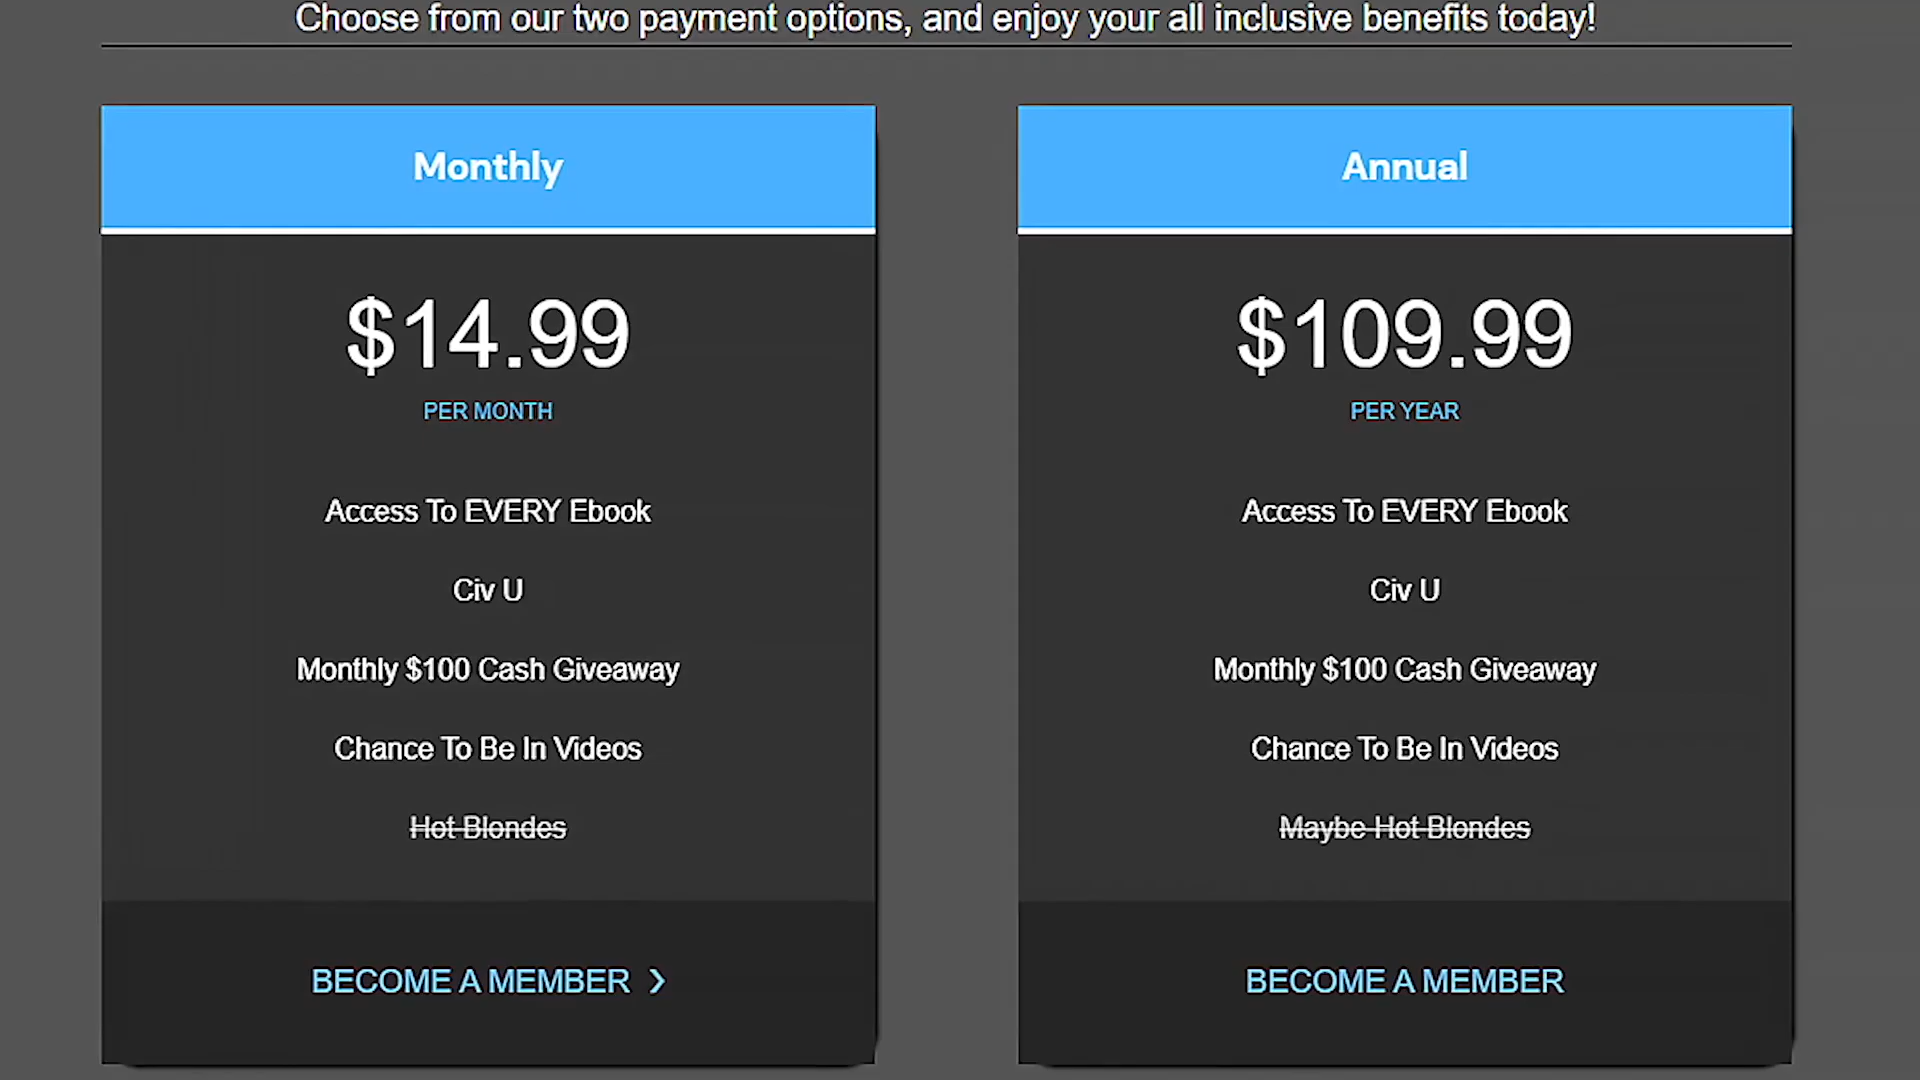 Choose from our two payment options, and enjoy your all inclusive benefits today!
Monthly
$14.99
PER MONTH
Access To EVERY Ebook
Civ U
Monthly $100 Cash Giveaway
Chance To Be In Videos
Hot Blondes
BECOME A MEMBER >
Annual
$109.99
PER YEAR
Access To EVERY Ebook
Civ U
Monthly $100 Cash Giveaway
Chance To Be In Videos
Maybe Hot Blondes
BECOME A MEMBER